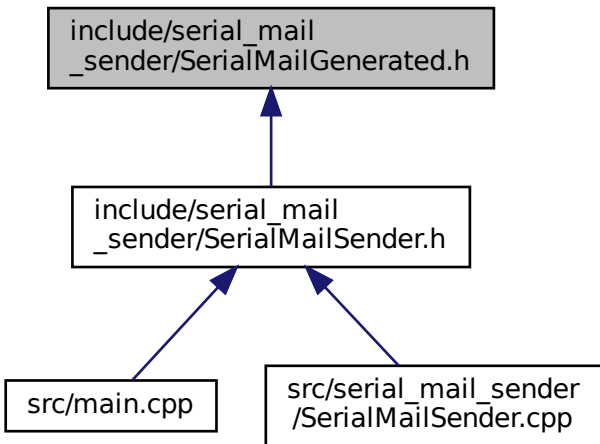 include/serial_mail
_sender/SerialMailGenerated.h
include/serial_mail
_sender/SerialMailSender.h
src/main.cpp
src/serial_mail_sender
/SerialMailSender.cpp